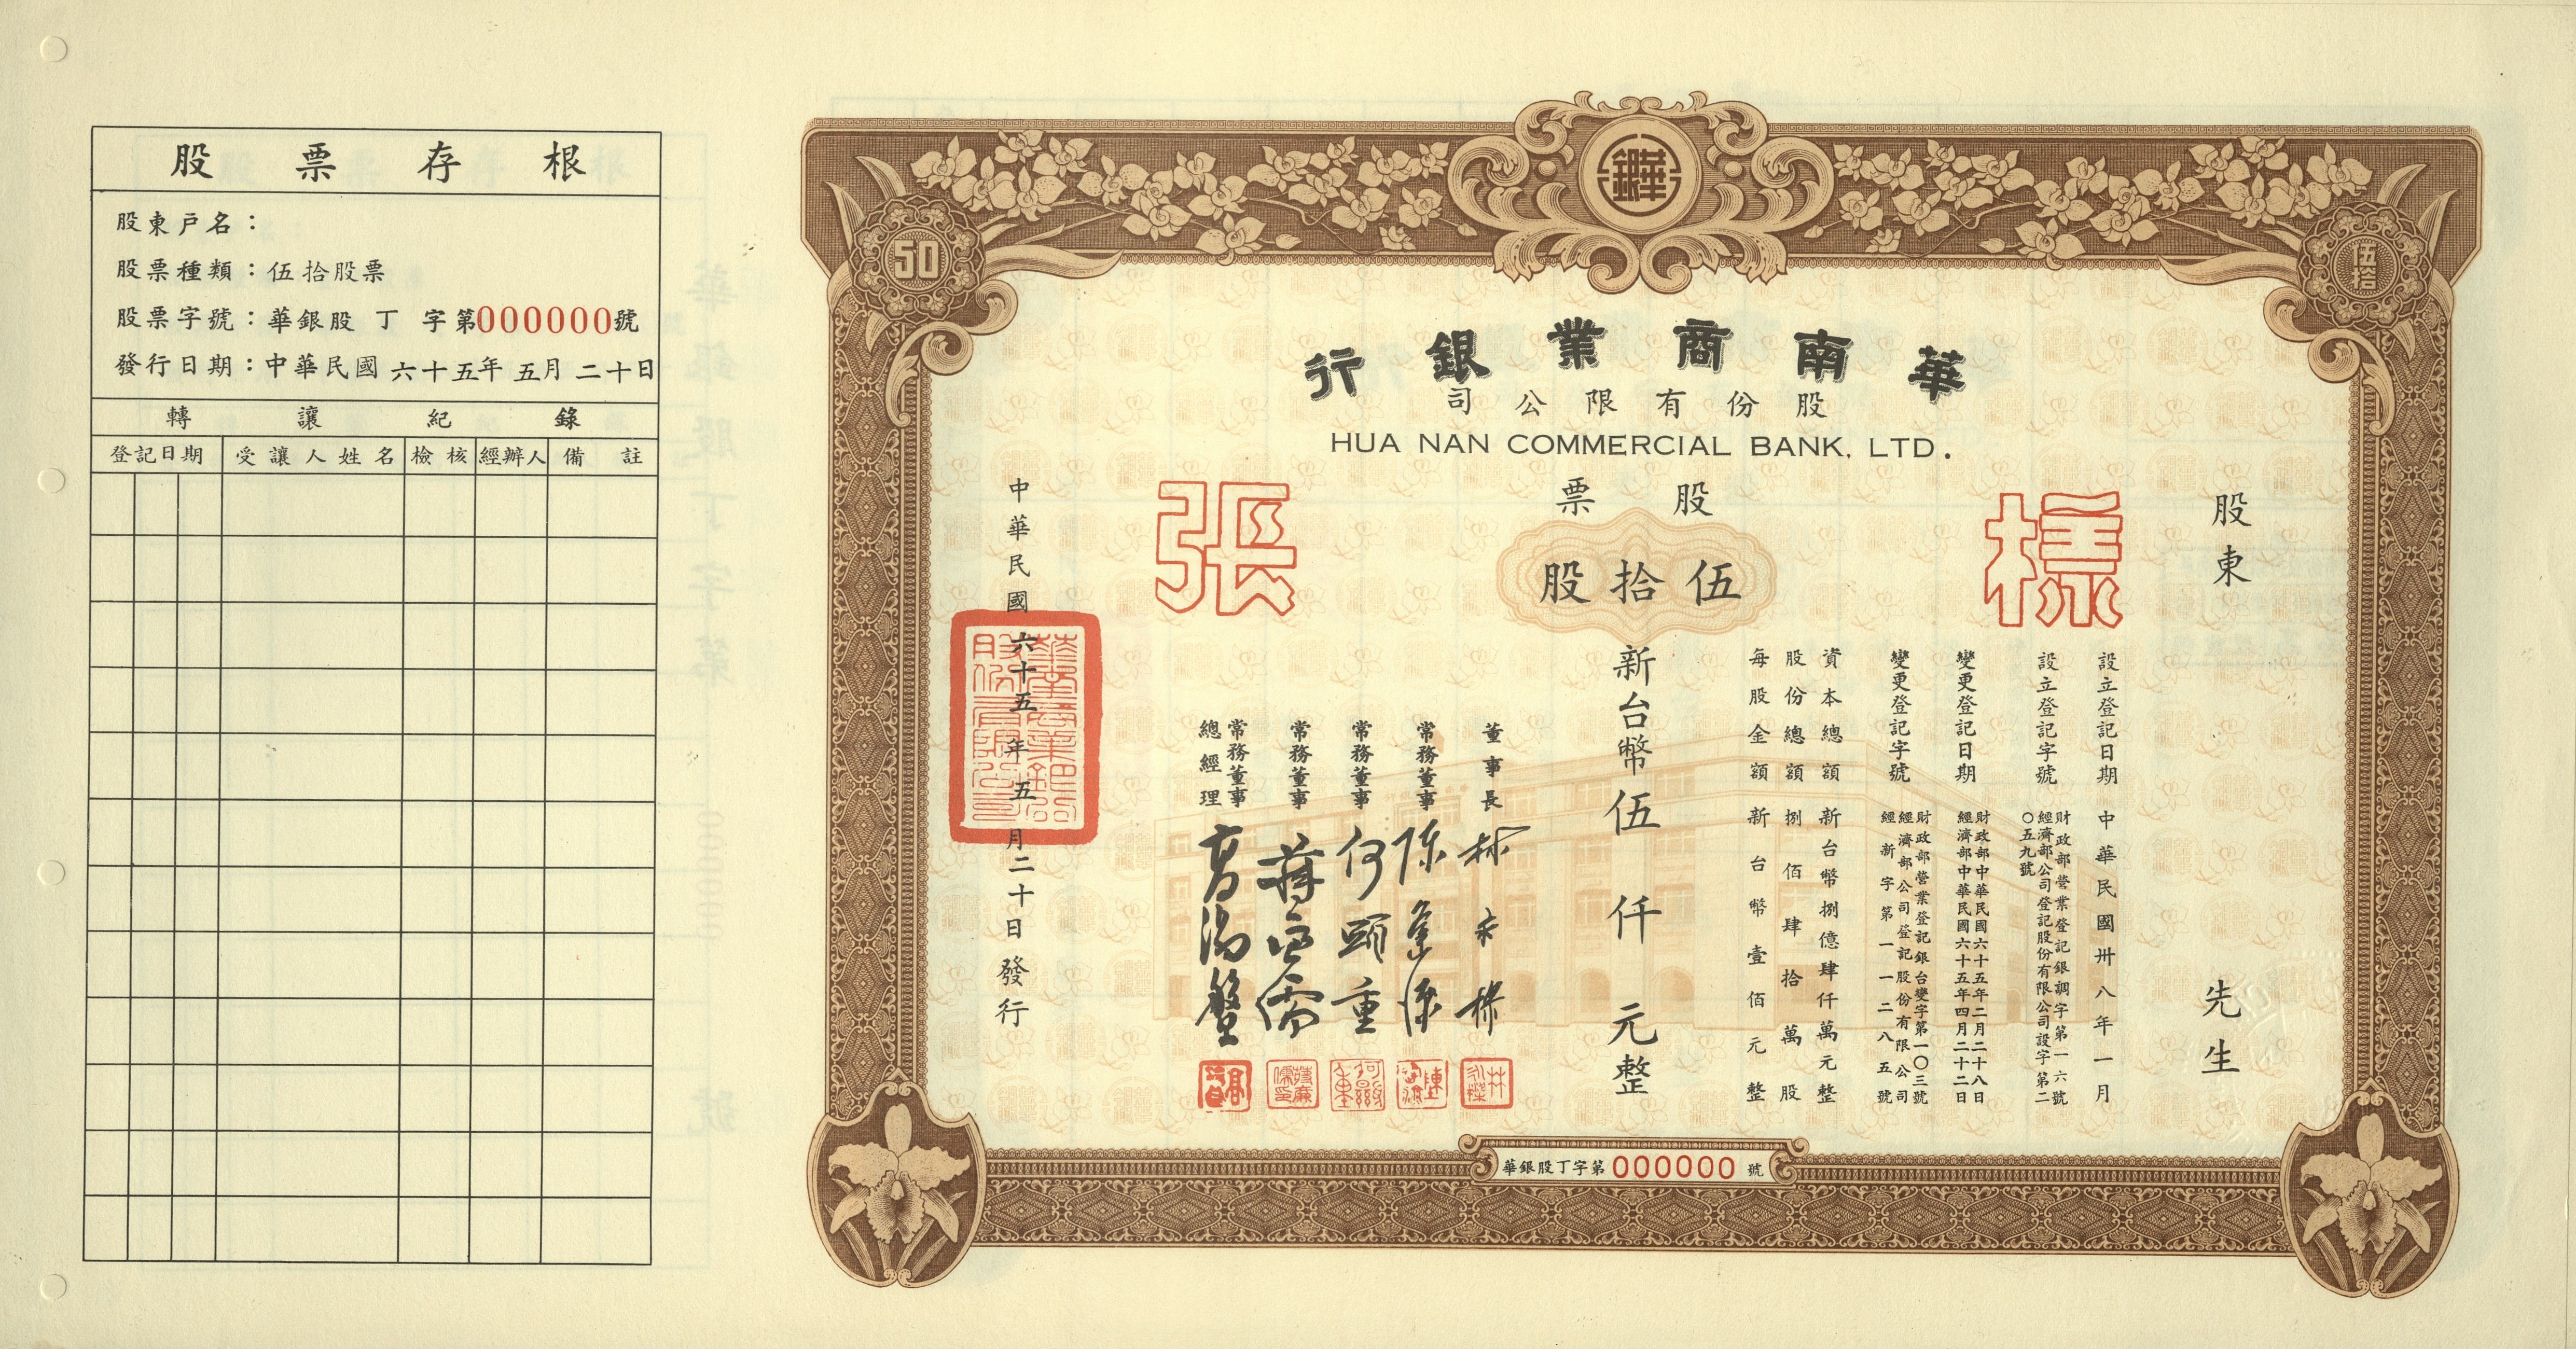 股票存根
股東戶名：
股票種類：伍拾股票
股票字號：華銀股 丁 字第000000號
發行日期：中華民國 六十五年 五月 二十日
轉讓紀錄
登記日期 受讓人姓名 檢核 經辦人 備註
50
伍拾
華南商業銀行
股份有限公司
HUA NAN COMMERCIAL BANK, LTD.
股票
伍拾股
樣張
股東
先生
設立登記日期 中華民國卅八年一月
設立登記字號 財政部營業登記銀調字第一六號
經濟部公司登記股份有限公司設字第二
〇五九號
變更登記日期 財政部中華民國六十五年二月二十八日
經濟部中華民國六十五年四月二十二日
變更登記字號 財政部營業登記銀台變字第一〇三號
經濟部公司登記股份有限公司
經新字第一一二八五號
資本總額 新台幣捌億肆仟萬元整
股份總額 捌佰肆拾萬股
每股金額 新台幣壹佰元整
新台幣伍仟元整
董事長
常務董事
常務董事 何顯重
常務董事
常務董事
總經理
中華民國六十五年五月二十日發行
華南商業銀行股份有限公司
華銀股丁字第 000000 號